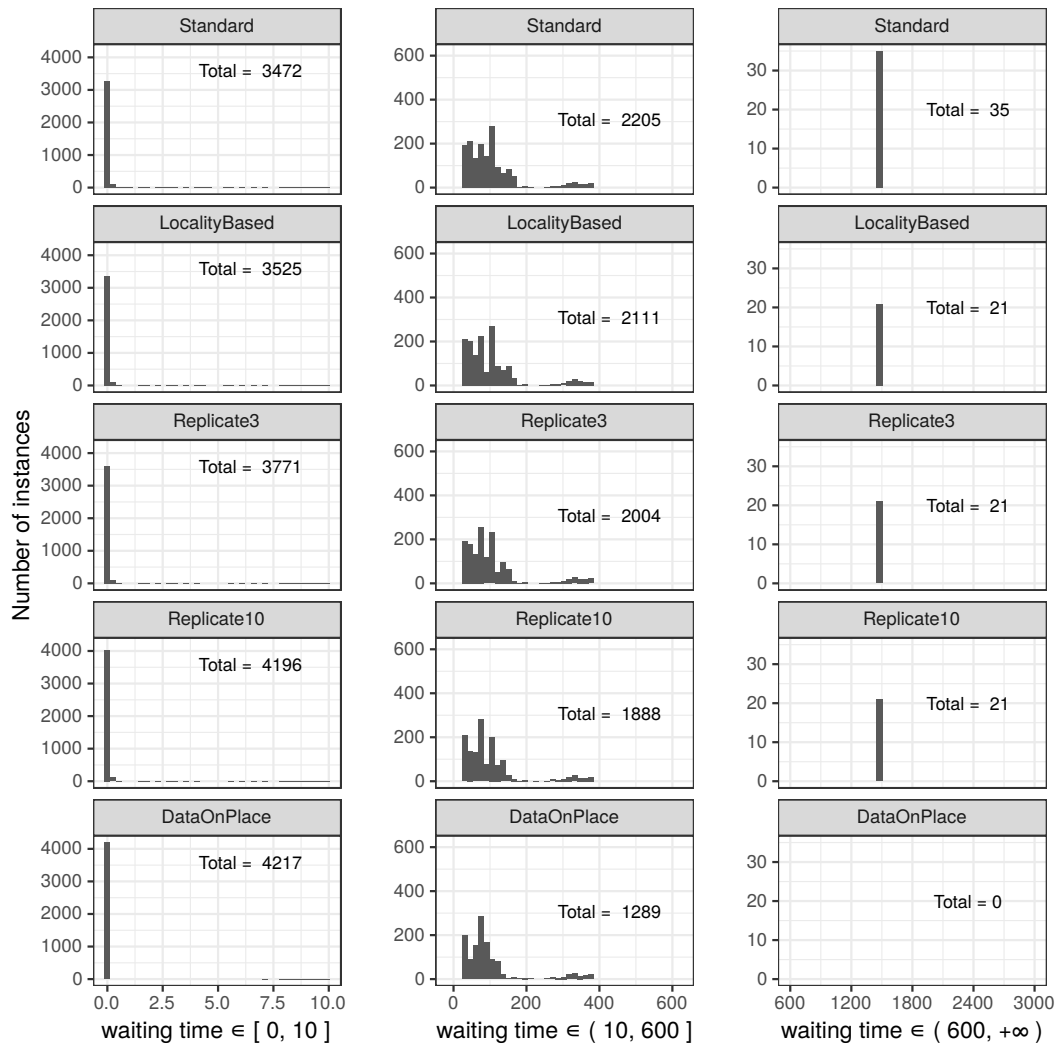 Standard
Standard
Standard
4000
3000
2000
1000
0
Total = 3472
600
400
200
0
Total = 2205
30
20
10
0
Total = 35
LocalityBased
LocalityBased
LocalityBased
4000
3000
2000
1000
0
Total = 3525
600
400
200
0
Total = 2111
30
20
10
0
Total = 21
Number of instances
Replicate3
Replicate3
Replicate3
4000
3000
2000
1000
0
Total = 3771
600
400
200
0
Total = 2004
30
20
10
0
Total = 21
Replicate10
Replicate10
Replicate10
4000
3000
2000
1000
0
Total = 4196
600
400
200
0
Total = 1888
30
20
10
0
Total = 21
DataOnPlace
DataOnPlace
DataOnPlace
4000
3000
2000
1000
0
Total = 4217
600
400
200
0
Total = 1289
30
20
10
0
Total = 0
0.0 2.5 5.0 7.5 10.0
0 200 400 600
600 1200 1800 2400 3000
waiting time ∈ [ 0, 10 ]
waiting time ∈ ( 10, 600 ]
waiting time ∈ ( 600, +∞ )